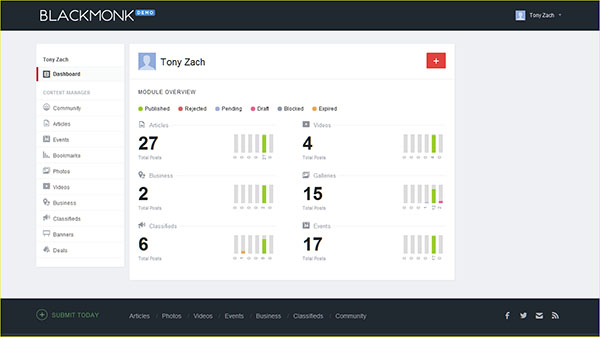 BLACKMONK DEMO
Tony Zach
Tony Zach
Dashboard
CONTENT MANAGER
Community
Articles
Events
Bookmarks
Photos
Videos
Business
Classifieds
Banners
Deals
Tony Zach
+
MODULE OVERVIEW
Published Rejected Pending Draft Blocked Expired
Articles
27
Total Posts
Videos
4
Total Posts
Business
2
Total Posts
Galleries
15
Total Posts
Classifieds
6
Total Posts
Events
17
Total Posts
SUBMIT TODAY
Articles / Photos / Videos / Events / Business / Classifieds / Community